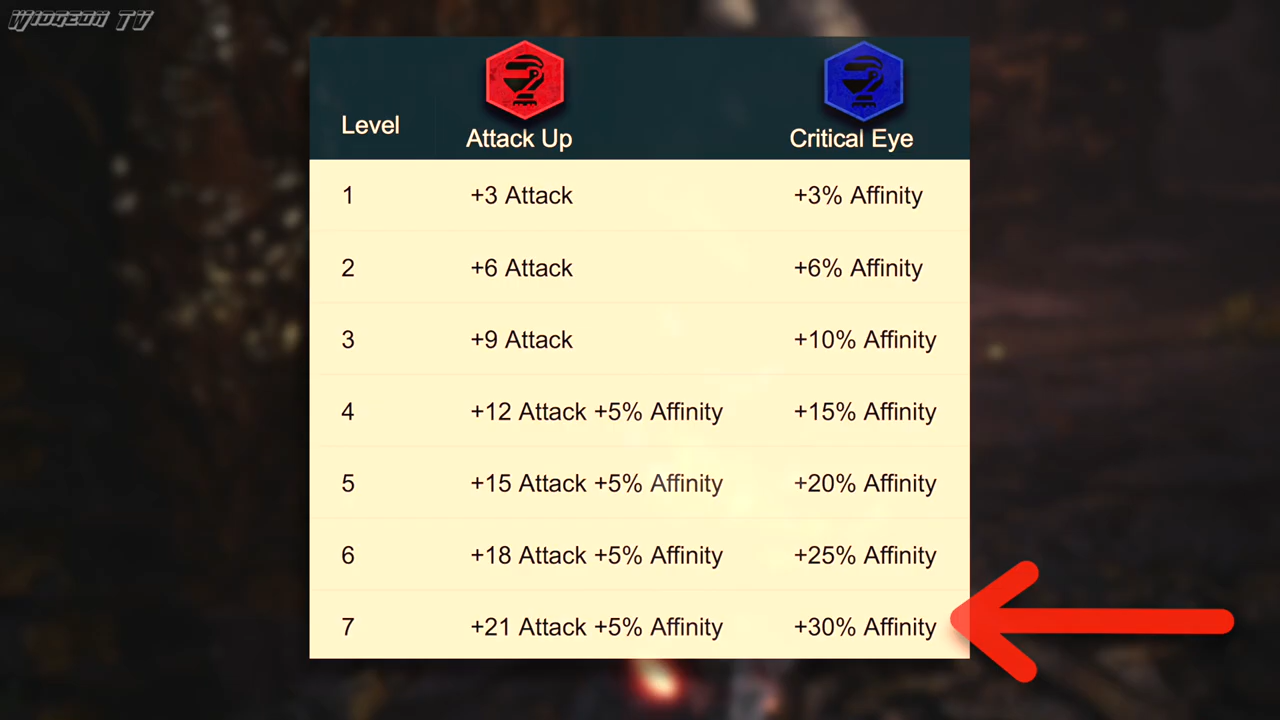 Widgeon TV
Level Attack Up Critical Eye
1 +3 Attack +3% Affinity
2 +6 Attack +6% Affinity
3 +9 Attack +10% Affinity
4 +12 Attack +5% Affinity +15% Affinity
5 +15 Attack +5% Affinity +20% Affinity
6 +18 Attack +5% Affinity +25% Affinity
7 +21 Attack +5% Affinity +30% Affinity